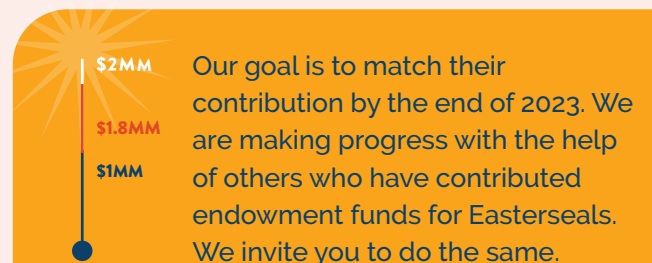 $2MM
$1.8MM
$1MM
Our goal is to match their
contribution by the end of 2023. We
are making progress with the help
of others who have contributed
endowment funds for Easterseals.
We invite you to do the same.